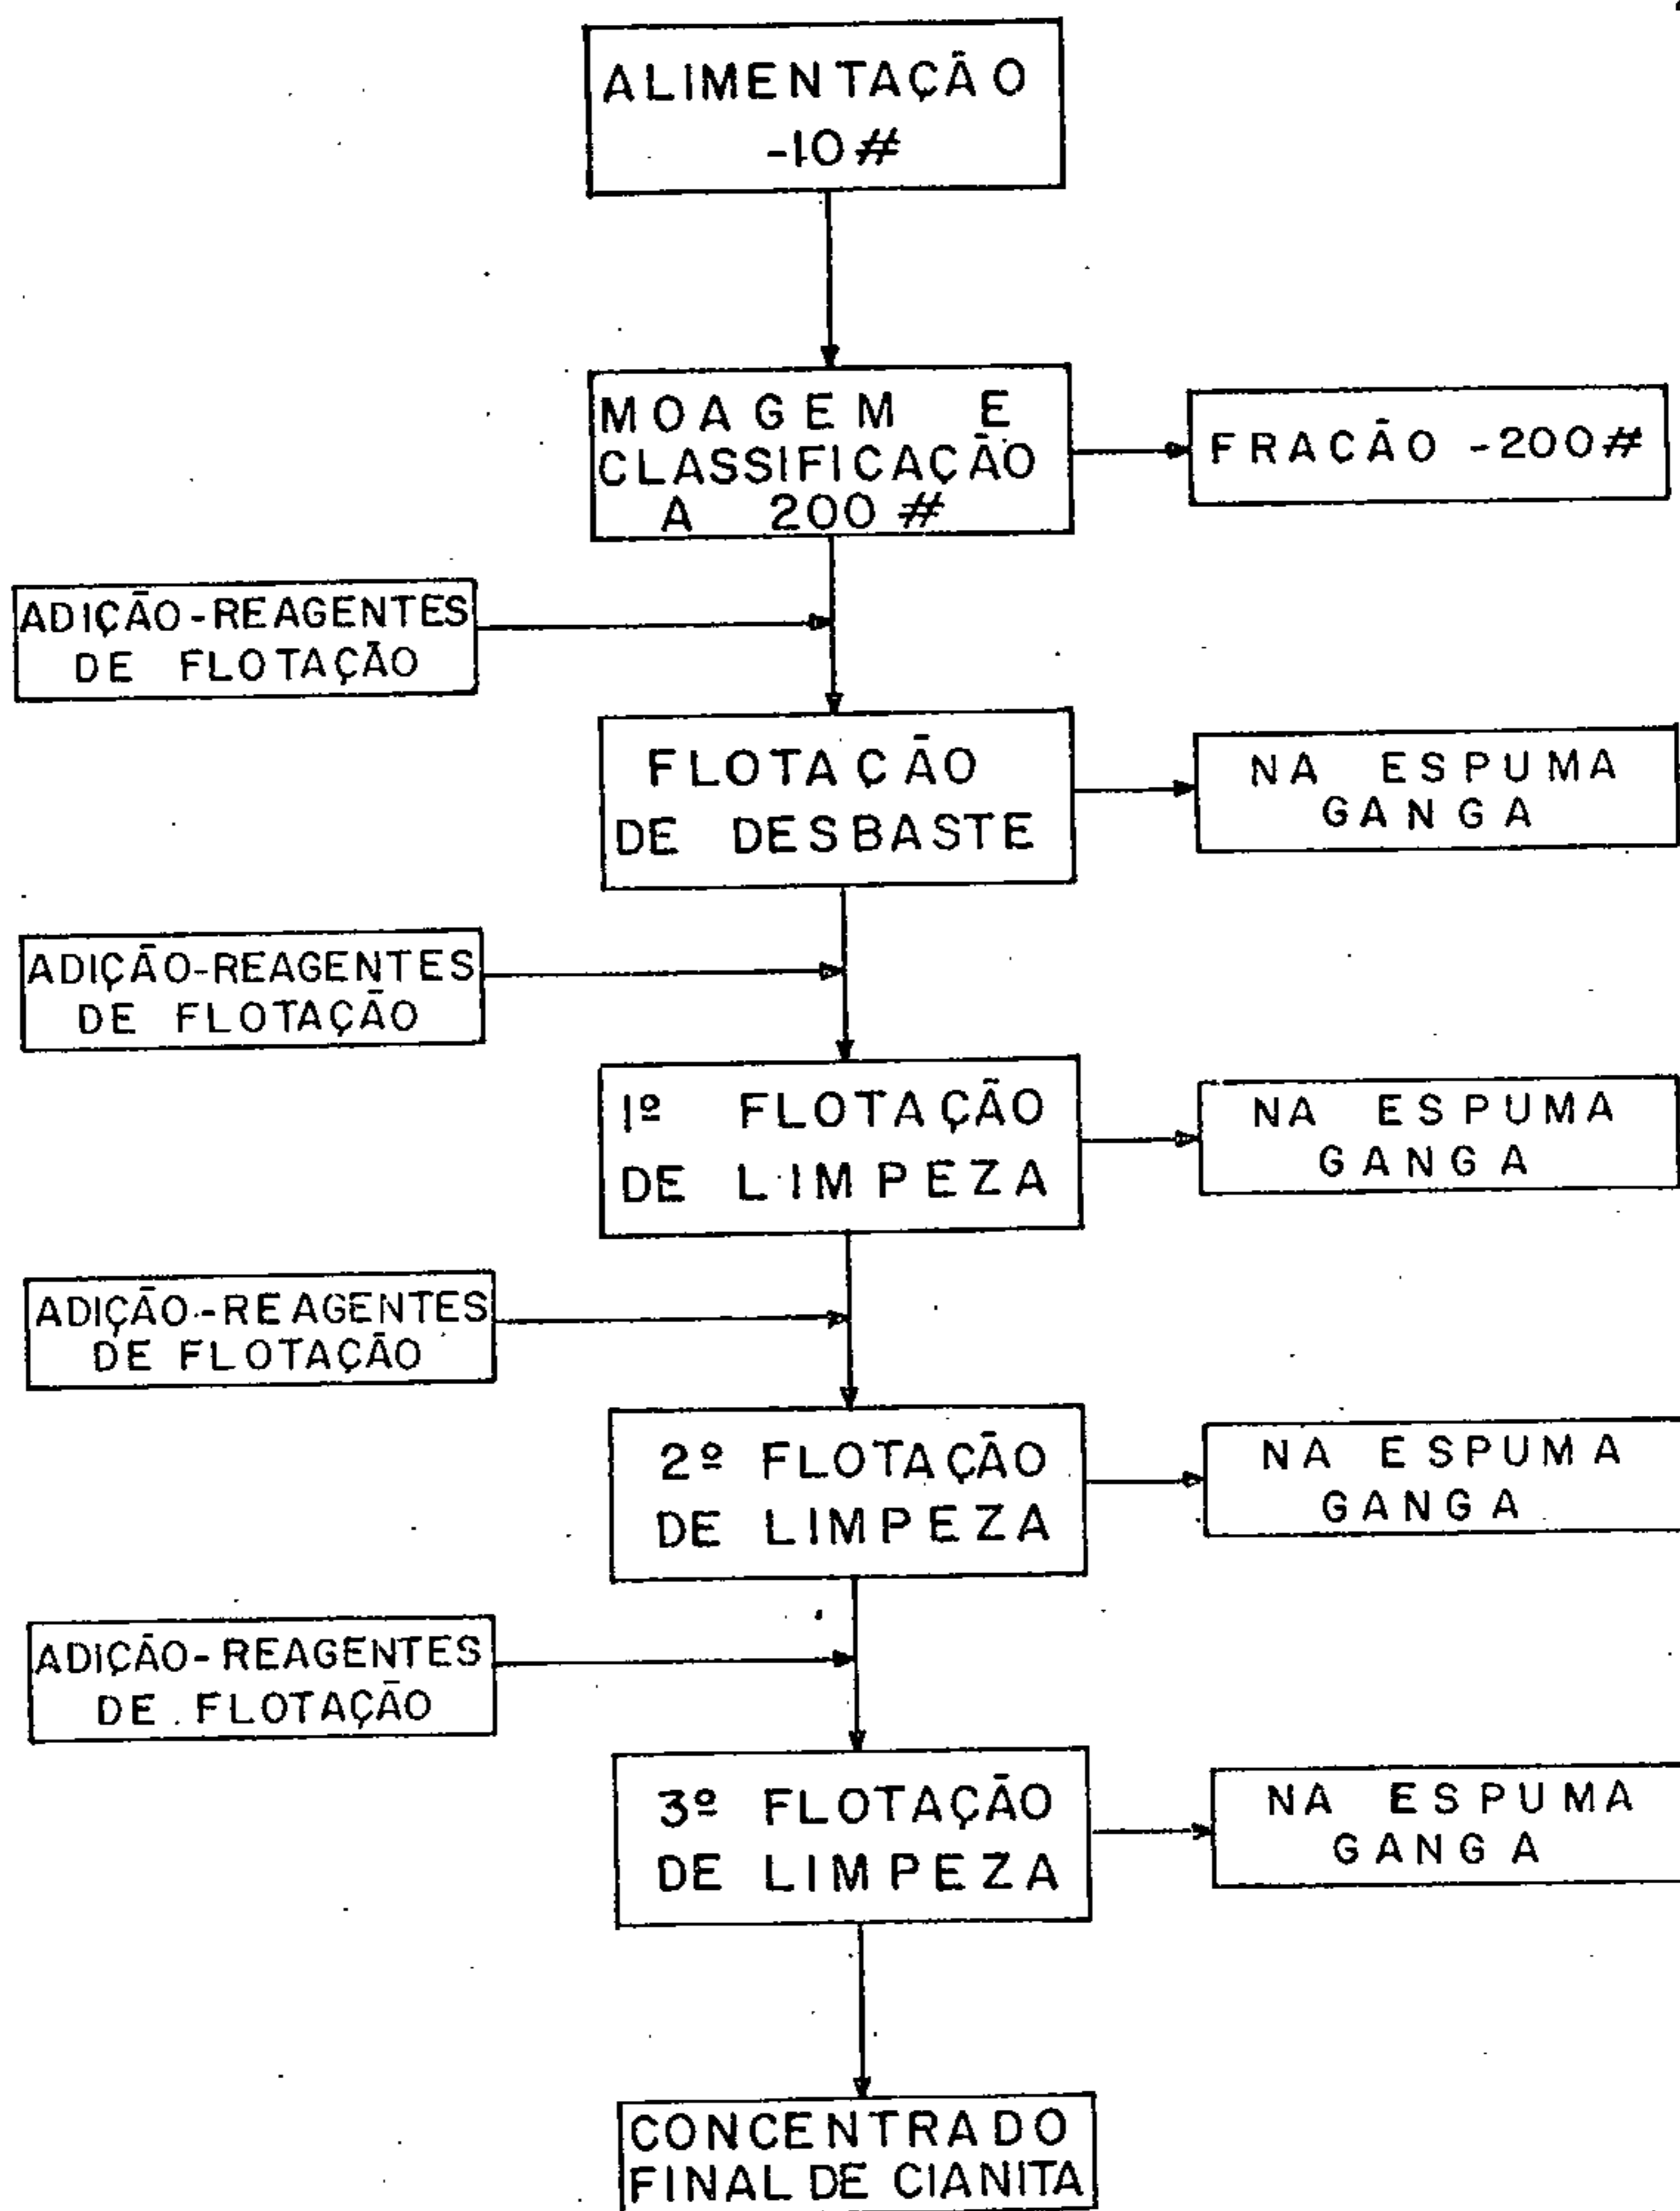 ALIMENTAÇÃO
-10#
MOAGEM E
CLASSIFICAÇÃO
A 200#
FRAÇÃO -200#
ADIÇÃO-REAGENTES
DE FLOTAÇÃO
FLOTAÇÃO
DE DESBASTE
NA ESPUMA
GANGA
ADIÇÃO-REAGENTES
DE FLOTAÇÃO
1º FLOTAÇÃO
DE LIMPEZA
NA ESPUMA
GANGA
ADIÇÃO-REAGENTES
DE FLOTAÇÃO
2º FLOTAÇÃO
DE LIMPEZA
NA ESPUMA
GANGA
ADIÇÃO-REAGENTES
DE FLOTAÇÃO
3º FLOTAÇÃO
DE LIMPEZA
NA ESPUMA
GANGA
CONCENTRADO
FINAL DE CIANITA